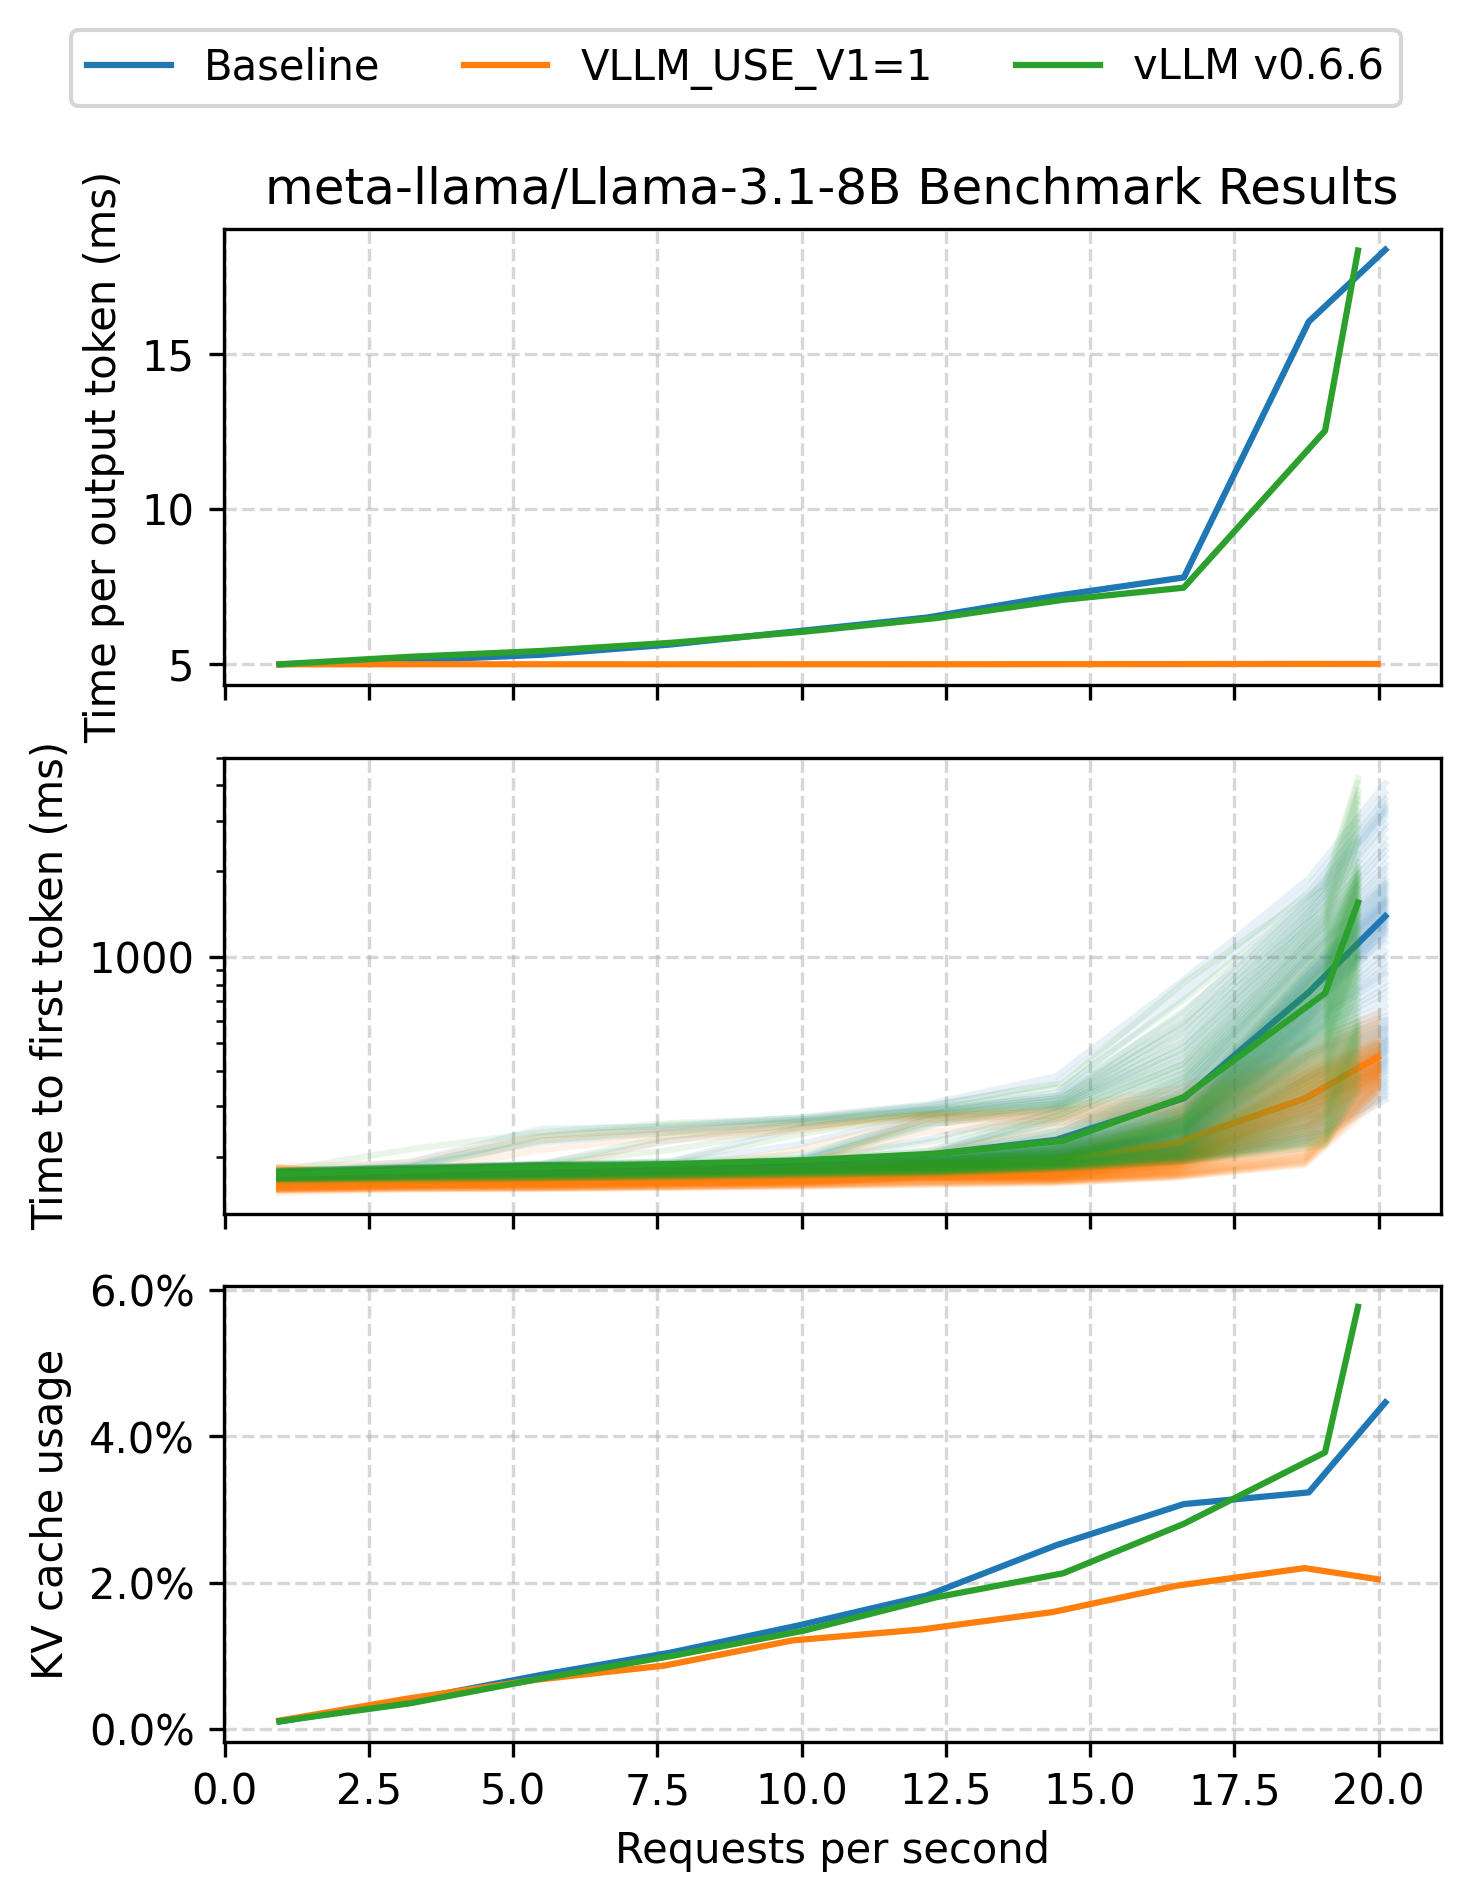 Baseline VLLM_USE_V1=1 vLLM v0.6.6
meta-llama/Llama-3.1-8B Benchmark Results
Time per output token (ms)
15
10
5
Time to first token (ms)
1000
KV cache usage
6.0%
4.0%
2.0%
0.0%
0.0 2.5 5.0 7.5 10.0 12.5 15.0 17.5 20.0
Requests per second